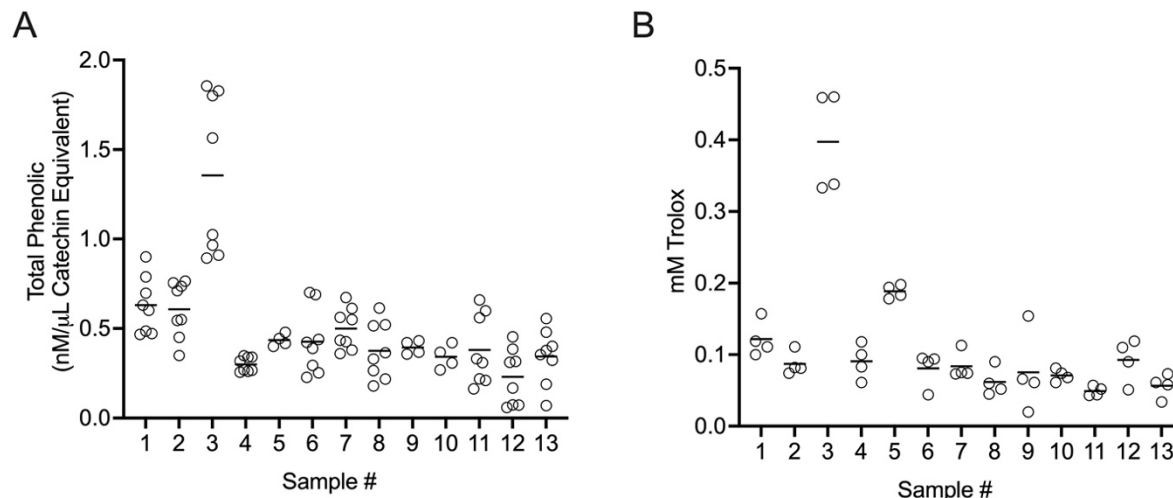 A
Total Phenolic
(nM/μL Catechin Equivalent)
2.0
1.5
1.0
0.5
0.0
1 2 3 4 5 6 7 8 9 10 11 12 13
Sample #
B
mM Trolox
0.5
0.4
0.3
0.2
0.1
0.0
1 2 3 4 5 6 7 8 9 10 11 12 13
Sample #